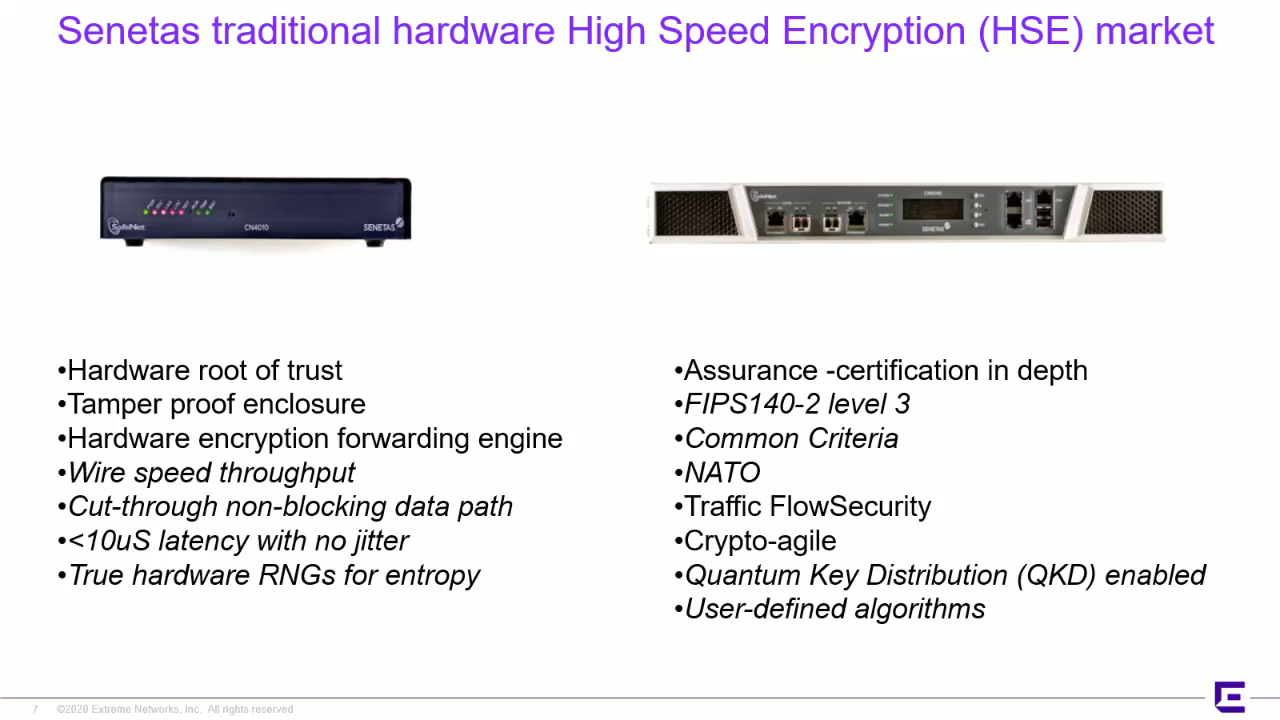 Senetas traditional hardware High Speed Encryption (HSE) market
SafeNet
CN4010
SENETAS
SafeNet
CN6040
SENETAS
•Hardware root of trust
•Tamper proof enclosure
•Hardware encryption forwarding engine
•Wire speed throughput
•Cut-through non-blocking data path
•<10uS latency with no jitter
•True hardware RNGs for entropy
•Assurance -certification in depth
•FIPS140-2 level 3
•Common Criteria
•NATO
•Traffic FlowSecurity
•Crypto-agile
•Quantum Key Distribution (QKD) enabled
•User-defined algorithms
7 ©2020 Extreme Networks, Inc. All rights reserved